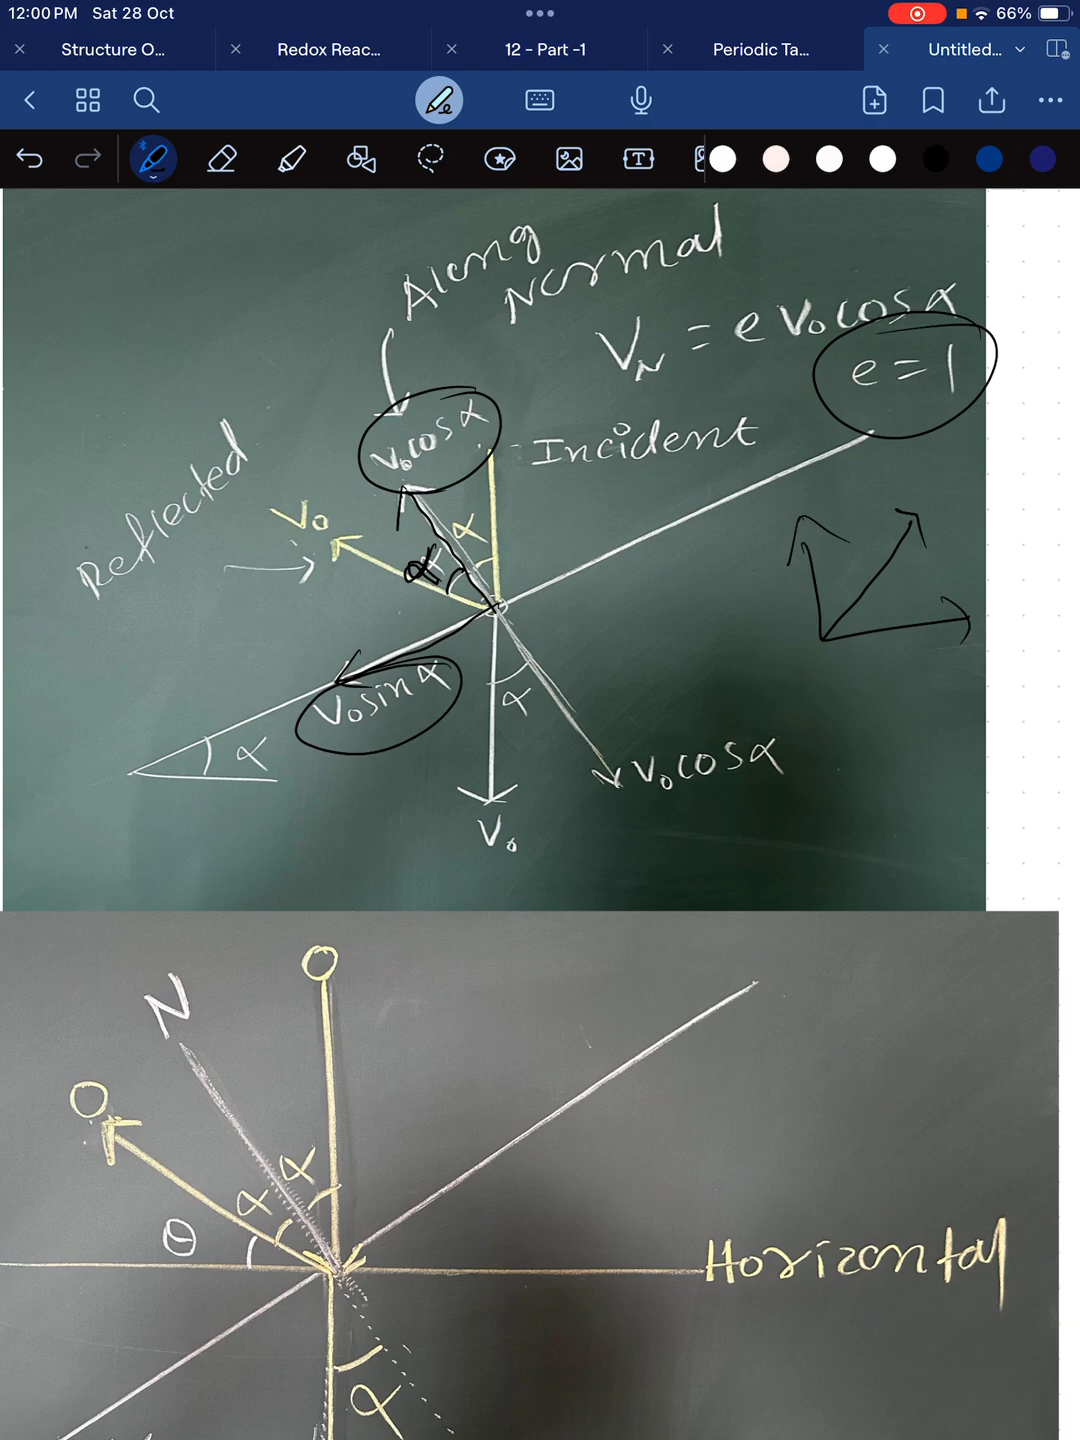 12:00 PM Sat 28 Oct
66%
Structure O...
Redox Reac...
12 - Part -1
Periodic Ta...
Untitled...
Along
Normal
V_N = e V₀ cos α
e = 1
V₀ cos α
Incident
Reflected
V₀
α
α
V₀ sin α
α
α
V₀ cos α
V₀
N
α
α
θ
Horizontal
α